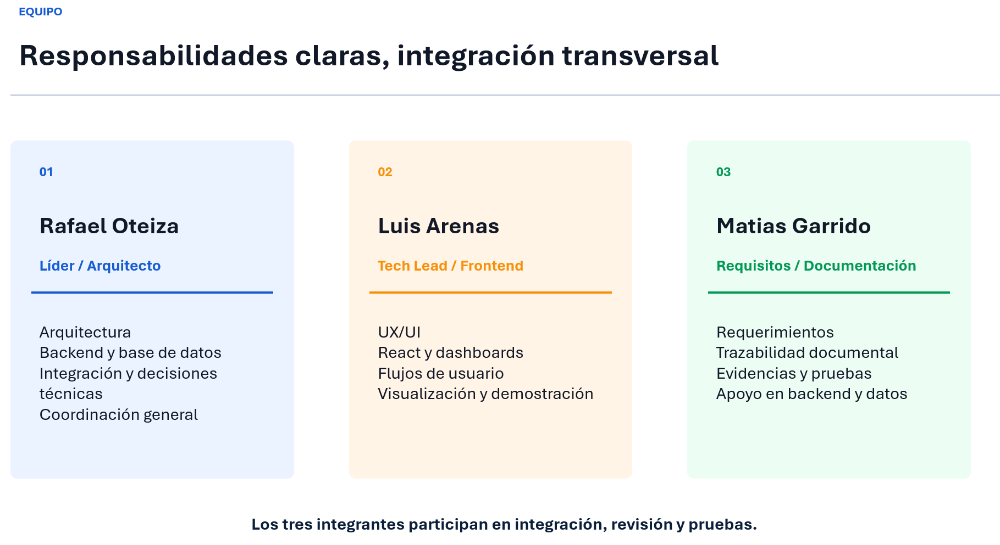 EQUIPO
Responsabilidades claras, integración transversal
01
Rafael Oteiza
Líder / Arquitecto
Arquitectura
Backend y base de datos
Integración y decisiones
técnicas
Coordinación general
02
Luis Arenas
Tech Lead / Frontend
UX/UI
React y dashboards
Flujos de usuario
Visualización y demostración
03
Matias Garrido
Requisitos / Documentación
Requerimientos
Trazabilidad documental
Evidencias y pruebas
Apoyo en backend y datos
Los tres integrantes participan en integración, revisión y pruebas.